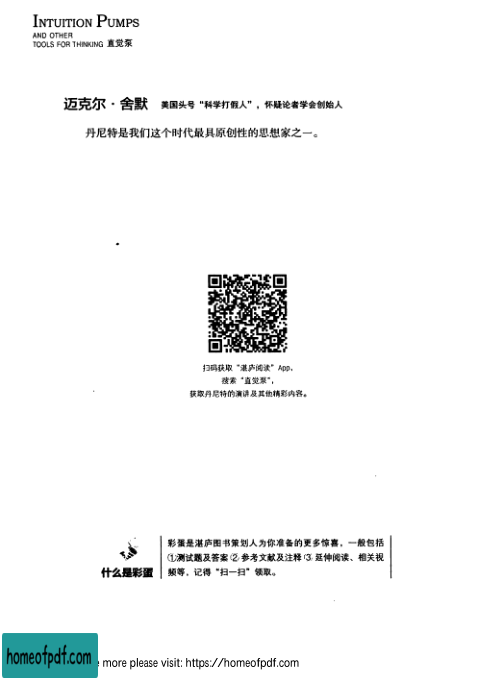 INTUITION PUMPS
AND OTHER
TOOLS FOR THINKING 直觉泵
迈克尔·舍默 美国头号“科学打假人”，怀疑论者学会创始人
丹尼特是我们这个时代最具原创性的思想家之一。
扫码获取“湛庐阅读”App，
搜索“直觉泵”，
获取丹尼特的演讲及其他精彩内容。
什么是彩蛋
彩蛋是湛庐图书策划人为你准备的更多惊喜，一般包括
①测试题及答案②参考文献及注释③延伸阅读、相关视
频等，记得“扫一扫”领取。
homeofpdf.com
more please visit: https://homeofpdf.com